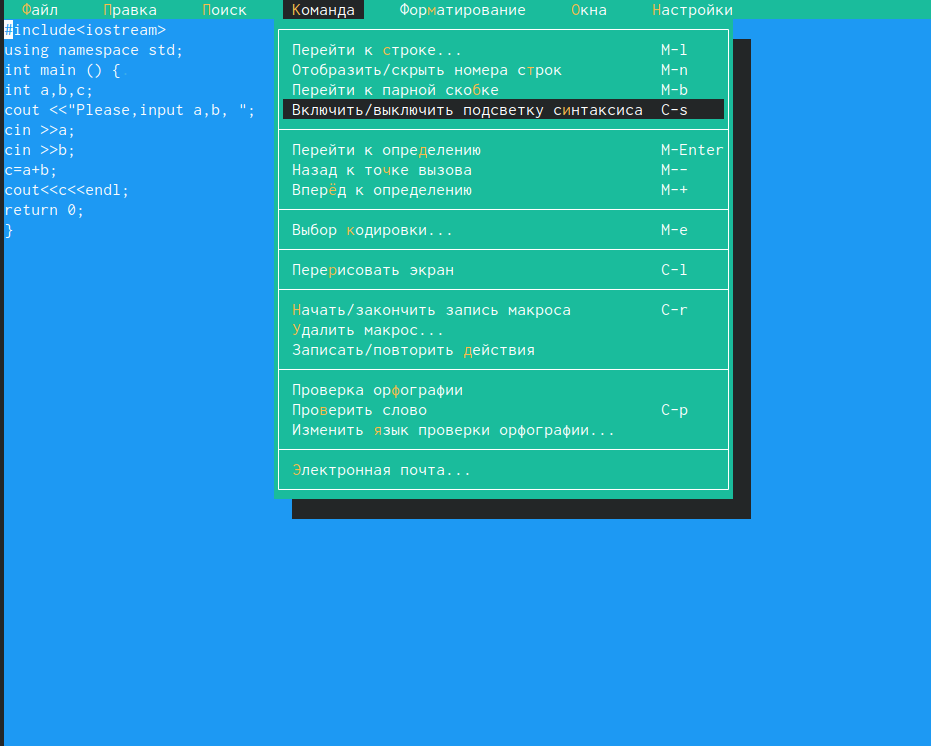 Файл Правка Поиск Команда Форматирование Окна Настройки
#include<iostream>
using namespace std;
int main () {
int a,b,c;
cout <<"Please,input a,b, ";
cin >>a;
cin >>b;
c=a+b;
cout<<c<<endl;
return 0;
}
Перейти к строке... M-l
Отобразить/скрыть номера строк M-n
Перейти к парной скобке M-b
Включить/выключить подсветку синтаксиса C-s
Перейти к определению M-Enter
Назад к точке вызова M--
Вперёд к определению M-+
Выбор кодировки... M-e
Перерисовать экран C-l
Начать/закончить запись макроса C-r
Удалить макрос...
Записать/повторить действия
Проверка орфографии
Проверить слово C-p
Изменить язык проверки орфографии...
Электронная почта...